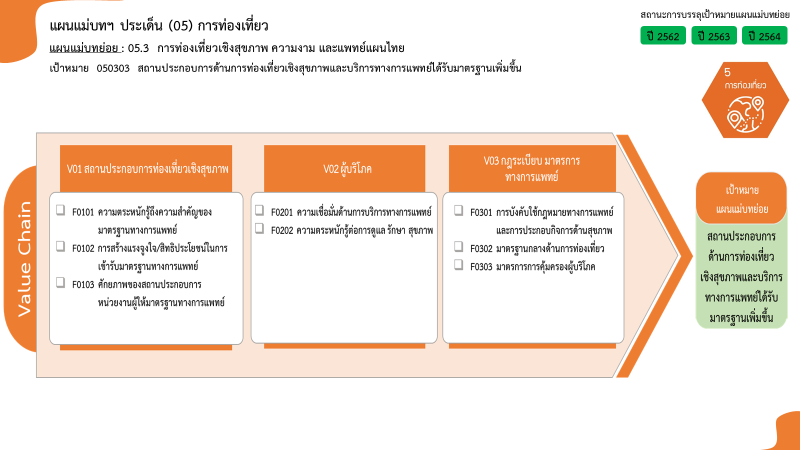 แผนแม่บทฯ ประเด็น (05) การท่องเที่ยว
แผนแม่บทย่อย : 05.3 การท่องเที่ยวเชิงสุขภาพ ความงาม และแพทย์แผนไทย
เป้าหมาย 050303 สถานประกอบการด้านการท่องเที่ยวเชิงสุขภาพและบริการทางการแพทย์ได้รับมาตรฐานเพิ่มขึ้น
สถานะการบรรลุเป้าหมายแผนแม่บทย่อย
ปี 2562 ปี 2563 ปี 2564
5
การท่องเที่ยว
Value Chain
V01 สถานประกอบการท่องเที่ยวเชิงสุขภาพ
F0101 ความตระหนักรู้ถึงความสำคัญของ
มาตรฐานทางการแพทย์
F0102 การสร้างแรงจูงใจ/สิทธิประโยชน์ในการ
เข้ารับมาตรฐานทางการแพทย์
F0103 ศักยภาพของสถานประกอบการ
หน่วยงานผู้ให้มาตรฐานทางการแพทย์
V02 ผู้บริโภค
F0201 ความเชื่อมั่นด้านการบริการทางการแพทย์
F0202 ความตระหนักรู้ต่อการดูแล รักษา สุขภาพ
V03 กฎระเบียบ มาตรการ
ทางการแพทย์
F0301 การบังคับใช้กฎหมายทางการแพทย์
และการประกอบกิจการด้านสุขภาพ
F0302 มาตรฐานกลางด้านการท่องเที่ยว
F0303 มาตรการการคุ้มครองผู้บริโภค
เป้าหมาย
แผนแม่บทย่อย
สถานประกอบการ
ด้านการท่องเที่ยว
เชิงสุขภาพและบริการ
ทางการแพทย์ได้รับ
มาตรฐานเพิ่มขึ้น